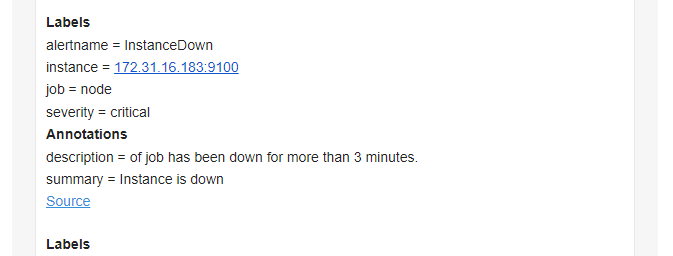 Labels
alertname = InstanceDown
instance = 172.31.16.183:9100
job = node
severity = critical
Annotations
description = of job has been down for more than 3 minutes.
summary = Instance is down
Source
Labels